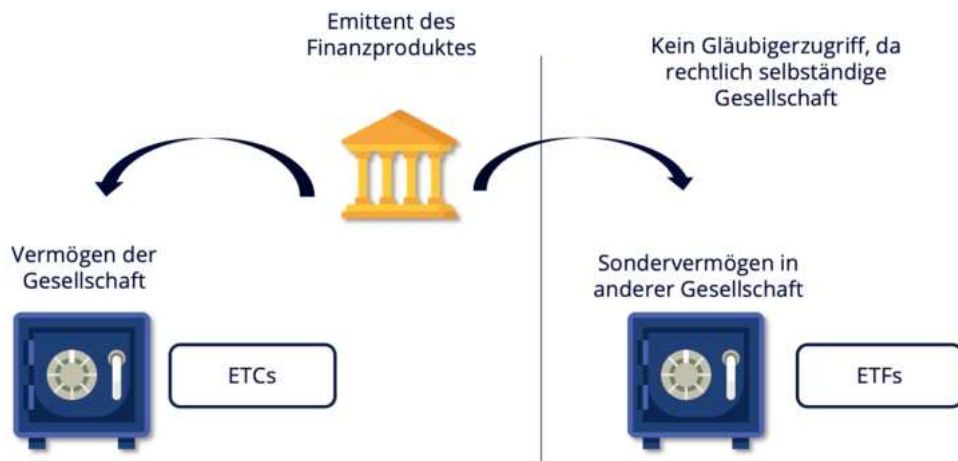 Emittent des
Finanzproduktes
Kein Gläubigerzugriff, da
rechtlich selbständige
Gesellschaft
Vermögen der
Gesellschaft
ETCs
Sondervermögen in
anderer Gesellschaft
ETFs